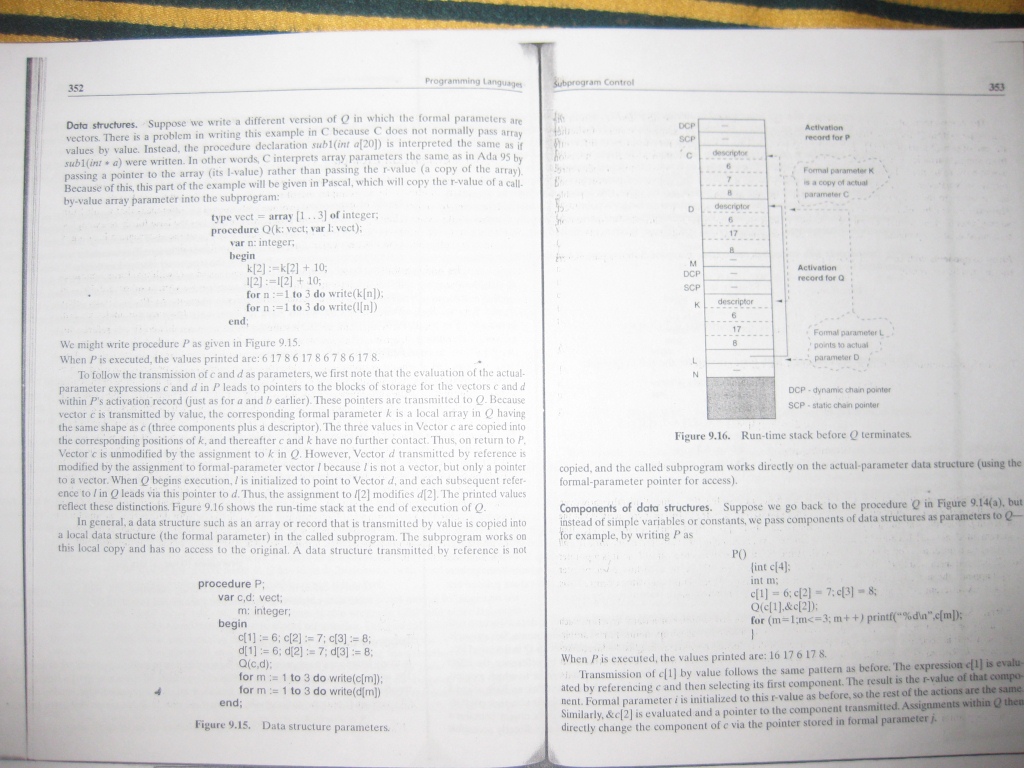 352
Programming Languages
Data structures. Suppose we write a different version of Q in which the formal parameters are
vectors. There is a problem in writing this example in C because C does not normally pass array
values by value. Instead, the procedure declaration sub1(int a[20]) is interpreted the same as if
sub1(int * a) were written. In other words, C interprets array parameters the same as in Ada 95 by
passing a pointer to the array (its l-value) rather than passing the r-value (a copy of the array).
Because of this, this part of the example will be given in Pascal, which will copy the r-value of a call-
by-value array parameter into the subprogram:
type vect = array [1 . . 3] of integer;
procedure Q(k: vect; var l: vect);
var n: integer;
begin
k[2] :=k[2] + 10;
l[2] :=l[2] + 10;
for n :=1 to 3 do write(k[n]);
for n :=1 to 3 do write(l[n])
end;
We might write procedure P as given in Figure 9.15.
When P is executed, the values printed are: 6 17 8 6 17 8 6 7 8 6 17 8.
To follow the transmission of c and d as parameters, we first note that the evaluation of the actual-
parameter expressions c and d in P leads to pointers to the blocks of storage for the vectors c and d
within P's activation record (just as for a and b earlier). These pointers are transmitted to Q. Because
vector c is transmitted by value, the corresponding formal parameter k is a local array in Q having
the same shape as c (three components plus a descriptor). The three values in Vector c are copied into
the corresponding positions of k, and thereafter c and k have no further contact. Thus, on return to P,
Vector c is unmodified by the assignment to k in Q. However, Vector d transmitted by reference is
modified by the assignment to formal-parameter vector l because l is not a vector, but only a pointer
to a vector. When Q begins execution, l is initialized to point to Vector d, and each subsequent refer-
ence to l in Q leads via this pointer to d. Thus, the assignment to l[2] modifies d[2]. The printed values
reflect these distinctions. Figure 9.16 shows the run-time stack at the end of execution of Q.
In general, a data structure such as an array or record that is transmitted by value is copied into
a local data structure (the formal parameter) in the called subprogram. The subprogram works on
this local copy and has no access to the original. A data structure transmitted by reference is not
procedure P;
var c,d: vect;
m: integer;
begin
c[1] := 6; c[2] := 7; c[3] := 8;
d[1] := 6; d[2] := 7; d[3] := 8;
Q(c,d);
for m := 1 to 3 do write(c[m]);
for m := 1 to 3 do write(d[m])
end;
Figure 9.15. Data structure parameters.
Subprogram Control
353
DCP –
SCP –
C descriptor
6
7
8
D descriptor
6
17
8
M –
DCP –
SCP –
K descriptor
6
17
8
L
N –
Activation
record for P
Formal parameter K
is a copy of actual
parameter C
Activation
record for Q
Formal parameter L
points to actual
parameter D
DCP - dynamic chain pointer
SCP - static chain pointer
Figure 9.16. Run-time stack before Q terminates.
copied, and the called subprogram works directly on the actual-parameter data structure (using the
formal-parameter pointer for access).
Components of data structures. Suppose we go back to the procedure Q in Figure 9.14(a), but
instead of simple variables or constants, we pass components of data structures as parameters to Q—
for example, by writing P as
P()
{int c[4];
int m;
c[1] = 6; c[2] = 7; c[3] = 8;
Q(c[1],&c[2]);
for (m=1;m<=3; m++) printf("%d\n",c[m]);
}
When P is executed, the values printed are: 16 17 6 17 8.
Transmission of c[1] by value follows the same pattern as before. The expression c[1] is evalu-
ated by referencing c and then selecting its first component. The result is the r-value of that compo-
nent. Formal parameter i is initialized to this r-value as before, so the rest of the actions are the same.
Similarly, &c[2] is evaluated and a pointer to the component transmitted. Assignments within Q then
directly change the component of c via the pointer stored in formal parameter j.